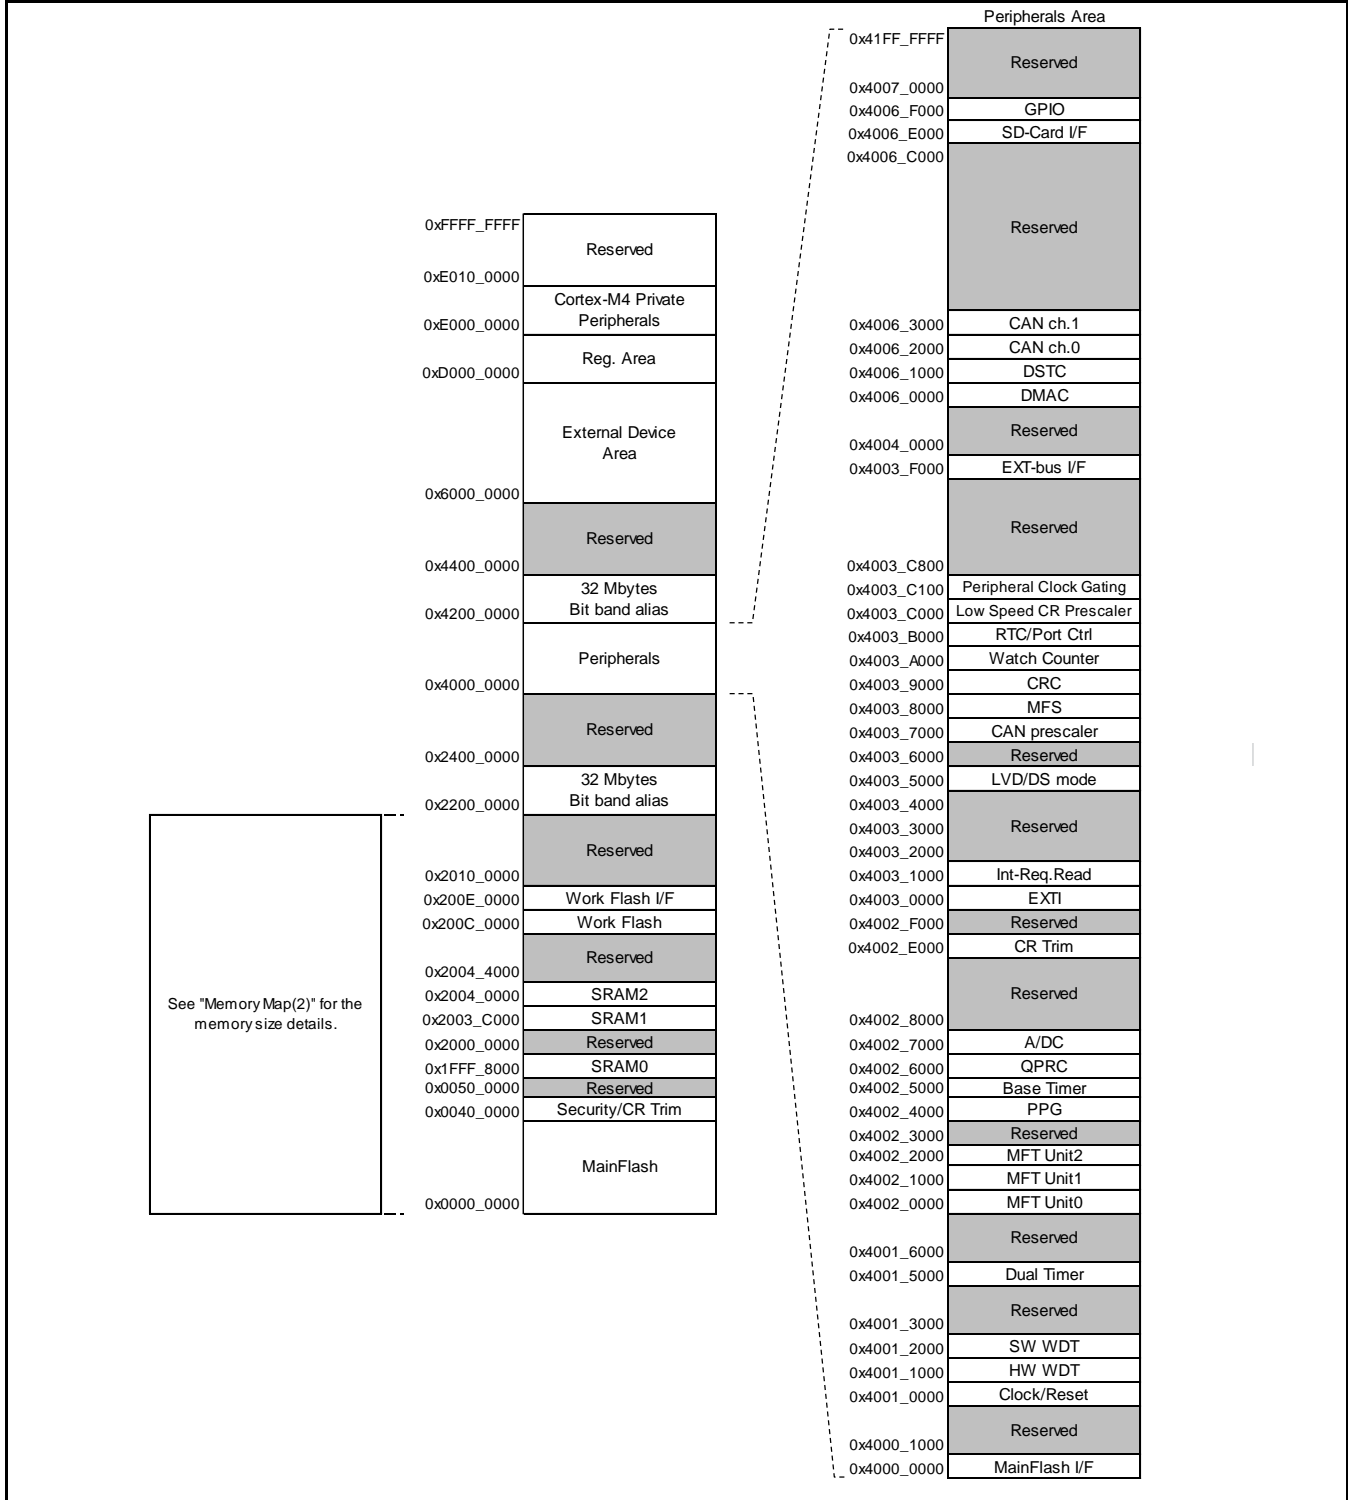 Peripherals Area
0x41FF_FFFF
Reserved
0x4007_0000
0x4006_F000 GPIO
0x4006_E000 SD-Card I/F
0x4006_C000
Reserved
0x4006_3000 CAN ch.1
0x4006_2000 CAN ch.0
0x4006_1000 DSTC
0x4006_0000 DMAC
Reserved
0x4004_0000
0x4003_F000 EXT-bus I/F
Reserved
0x4003_C800
0x4003_C100 Peripheral Clock Gating
0x4003_C000 Low Speed CR Prescaler
0x4003_B000 RTC/Port Ctrl
0x4003_A000 Watch Counter
0x4003_9000 CRC
0x4003_8000 MFS
0x4003_7000 CAN prescaler
0x4003_6000 Reserved
0x4003_5000 LVD/DS mode
0x4003_4000
0x4003_3000 Reserved
0x4003_2000
0x4003_1000 Int-Req.Read
0x4003_0000 EXTI
0x4002_F000 Reserved
0x4002_E000 CR Trim
Reserved
0x4002_8000
0x4002_7000 A/DC
0x4002_6000 QPRC
0x4002_5000 Base Timer
0x4002_4000 PPG
0x4002_3000 Reserved
0x4002_2000 MFT Unit2
0x4002_1000 MFT Unit1
0x4002_0000 MFT Unit0
Reserved
0x4001_6000
0x4001_5000 Dual Timer
Reserved
0x4001_3000
0x4001_2000 SW WDT
0x4001_1000 HW WDT
0x4001_0000 Clock/Reset
Reserved
0x4000_1000
0x4000_0000 MainFlash I/F
0xFFFF_FFFF
Reserved
0xE010_0000
Cortex-M4 Private
0xE000_0000 Peripherals
Reg. Area
0xD000_0000
External Device
Area
0x6000_0000
Reserved
0x4400_0000
32 Mbytes
0x4200_0000 Bit band alias
Peripherals
0x4000_0000
Reserved
0x2400_0000
32 Mbytes
0x2200_0000 Bit band alias
Reserved
0x2010_0000
0x200E_0000 Work Flash I/F
0x200C_0000 Work Flash
Reserved
0x2004_4000
0x2004_0000 SRAM2
0x2003_C000 SRAM1
0x2000_0000 Reserved
0x1FFF_8000 SRAM0
0x0050_0000 Reserved
0x0040_0000 Security/CR Trim
MainFlash
0x0000_0000
See "Memory Map(2)" for the
memory size details.